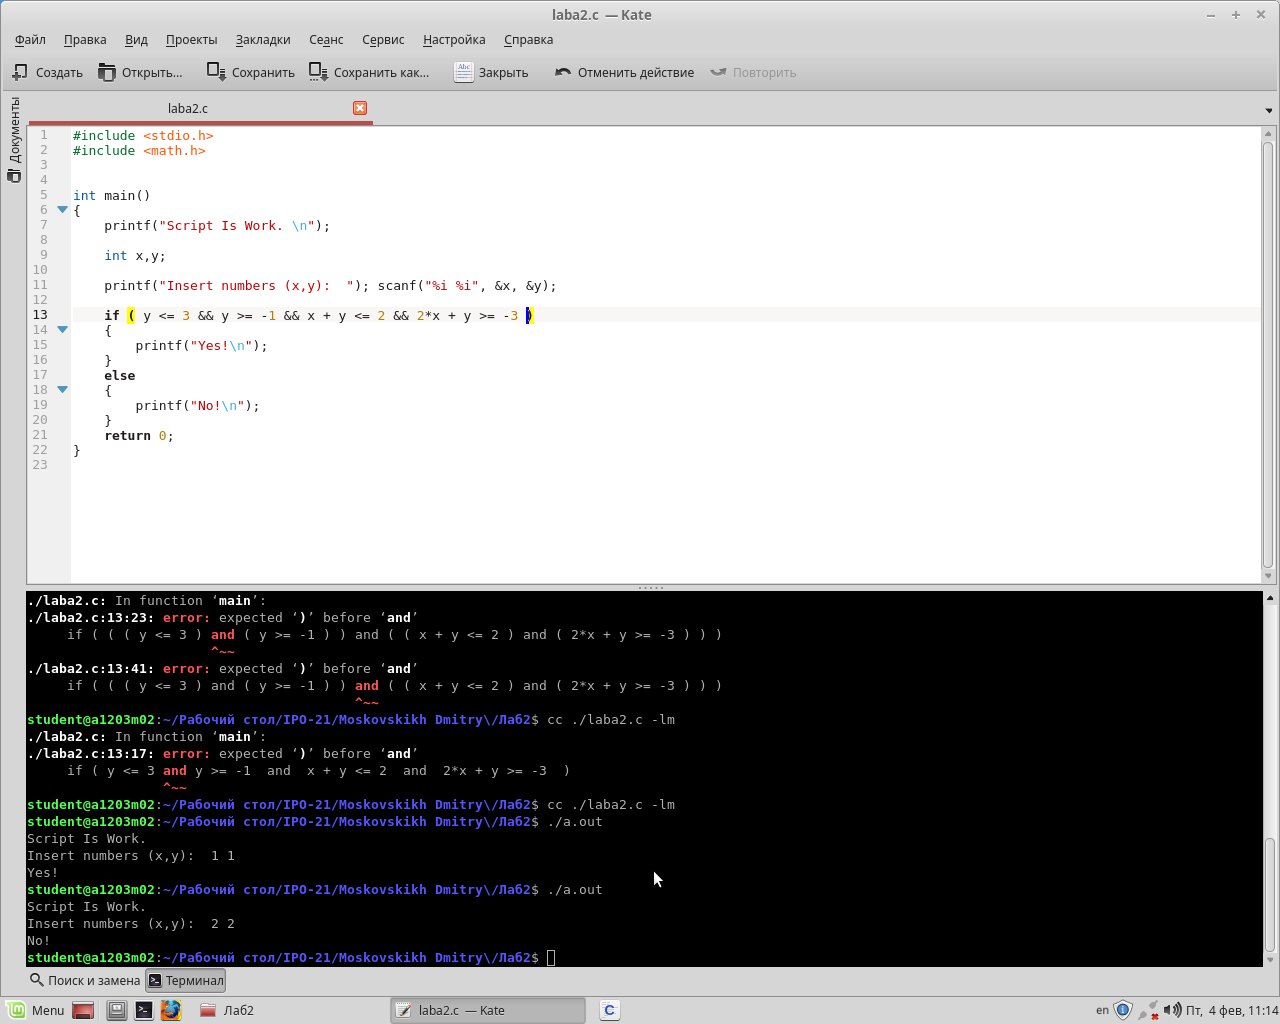 laba2.c — Kate
Файл Правка Вид Проекты Закладки Сеанс Сервис Настройка Справка
Создать Открыть... Сохранить Сохранить как... Закрыть Отменить действие Повторить
Документы
laba2.c
1 #include <stdio.h>
2 #include <math.h>
3
4
5 int main()
6 {
7     printf("Script Is Work. \n");
8
9     int x,y;
10
11     printf("Insert numbers (x,y):  "); scanf("%i %i", &x, &y);
12
13     if ( y <= 3 && y >= -1 && x + y <= 2 && 2*x + y >= -3 )
14     {
15         printf("Yes!\n");
16     }
17     else
18     {
19         printf("No!\n");
20     }
21     return 0;
22 }
23
./laba2.c: In function ‘main’:
./laba2.c:13:23: error: expected ‘)’ before ‘and’
     if ( ( ( y <= 3 ) and ( y >= -1 ) ) and ( ( x + y <= 2 ) and ( 2*x + y >= -3 ) ) )
                       ^~~
./laba2.c:13:41: error: expected ‘)’ before ‘and’
     if ( ( ( y <= 3 ) and ( y >= -1 ) ) and ( ( x + y <= 2 ) and ( 2*x + y >= -3 ) ) )
                                         ^~~
student@a1203m02:~/Рабочий стол/IPO-21/Moskovskikh Dmitry\/Лаб2$ cc ./laba2.c -lm
./laba2.c: In function ‘main’:
./laba2.c:13:17: error: expected ‘)’ before ‘and’
     if ( y <= 3 and y >= -1  and  x + y <= 2  and  2*x + y >= -3  )
                 ^~~
student@a1203m02:~/Рабочий стол/IPO-21/Moskovskikh Dmitry\/Лаб2$ cc ./laba2.c -lm
student@a1203m02:~/Рабочий стол/IPO-21/Moskovskikh Dmitry\/Лаб2$ ./a.out
Script Is Work.
Insert numbers (x,y):  1 1
Yes!
student@a1203m02:~/Рабочий стол/IPO-21/Moskovskikh Dmitry\/Лаб2$ ./a.out
Script Is Work.
Insert numbers (x,y):  2 2
No!
student@a1203m02:~/Рабочий стол/IPO-21/Moskovskikh Dmitry\/Лаб2$
Поиск и замена Терминал
Menu Лаб2 laba2.c — Kate C en Пт, 4 фев, 11:14